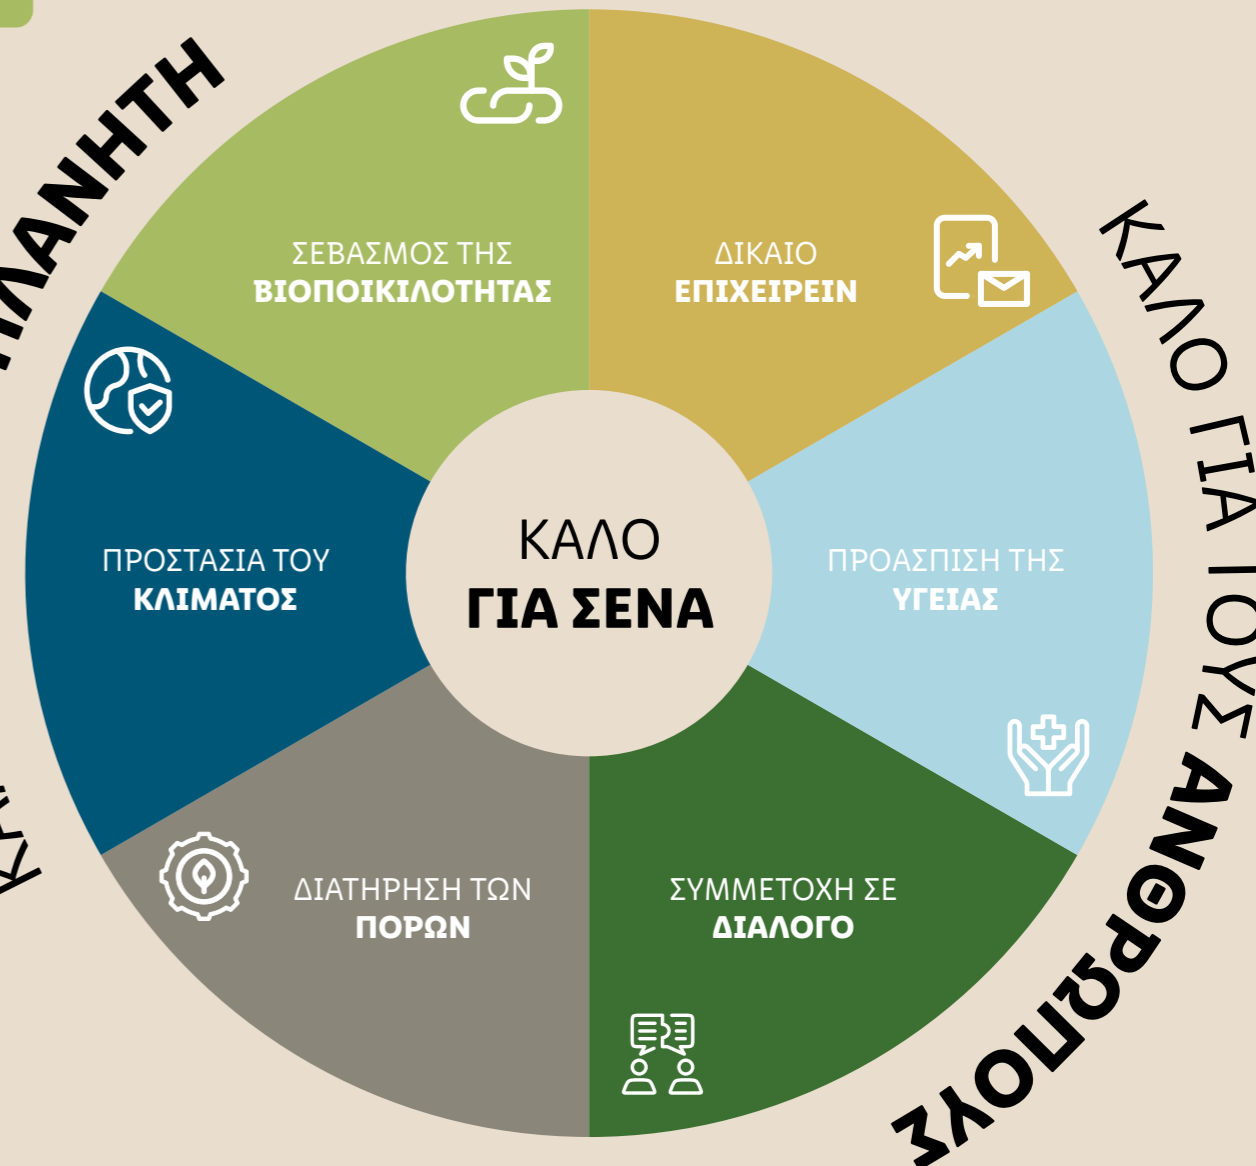 ΠΛΑΝΗΤΗ
ΣΕΒΑΣΜΟΣ ΤΗΣ
ΒΙΟΠΟΙΚΙΛΟΤΗΤΑΣ
ΔΙΚΑΙΟ
ΕΠΙΧΕΙΡΕΙΝ
ΠΡΟΣΤΑΣΙΑ ΤΟΥ
ΚΛΙΜΑΤΟΣ
ΚΑΛΟ
ΓΙΑ ΣΕΝΑ
ΠΡΟΑΣΠΙΣΗ ΤΗΣ
ΥΓΕΙΑΣ
ΔΙΑΤΗΡΗΣΗ ΤΩΝ
ΠΟΡΩΝ
ΣΥΜΜΕΤΟΧΗ ΣΕ
ΔΙΑΛΟΓΟ
ΚΑΛΟ ΓΙΑ ΤΟΥΣ ΑΝΘΡΩΠΟΥΣ